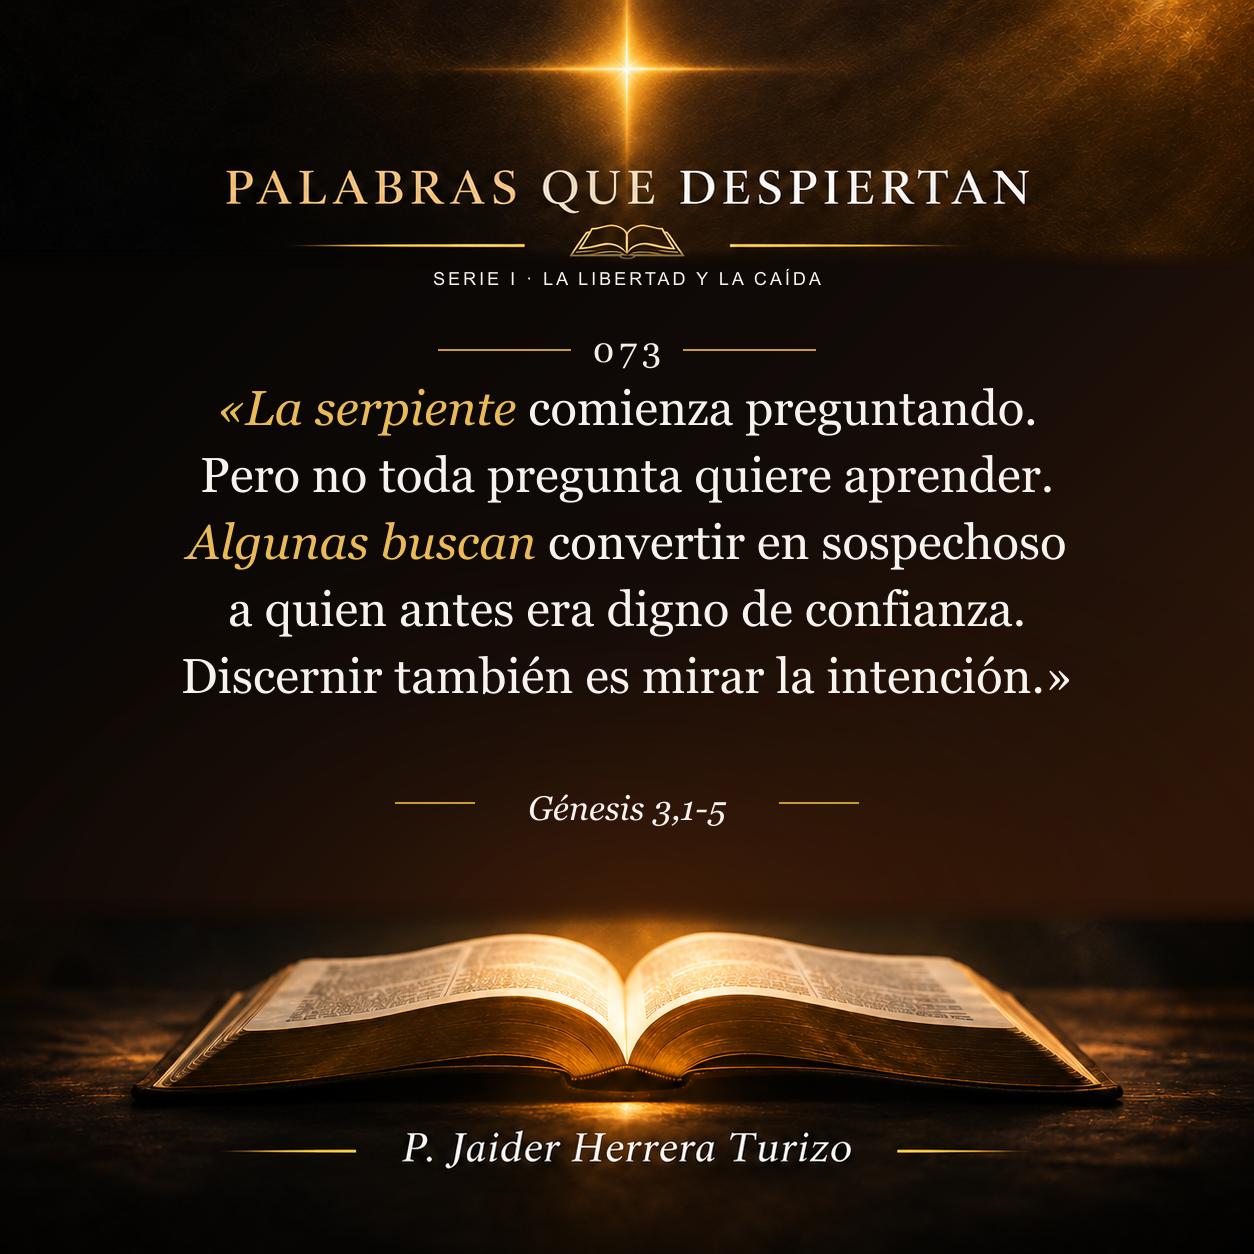 PALABRAS QUE DESPIERTAN
SERIE I · LA LIBERTAD Y LA CAÍDA
073
«La serpiente comienza preguntando.
Pero no toda pregunta quiere aprender.
Algunas buscan convertir en sospechoso
a quien antes era digno de confianza.
Discernir también es mirar la intención.»
Génesis 3,1-5
P. Jaider Herrera Turizo